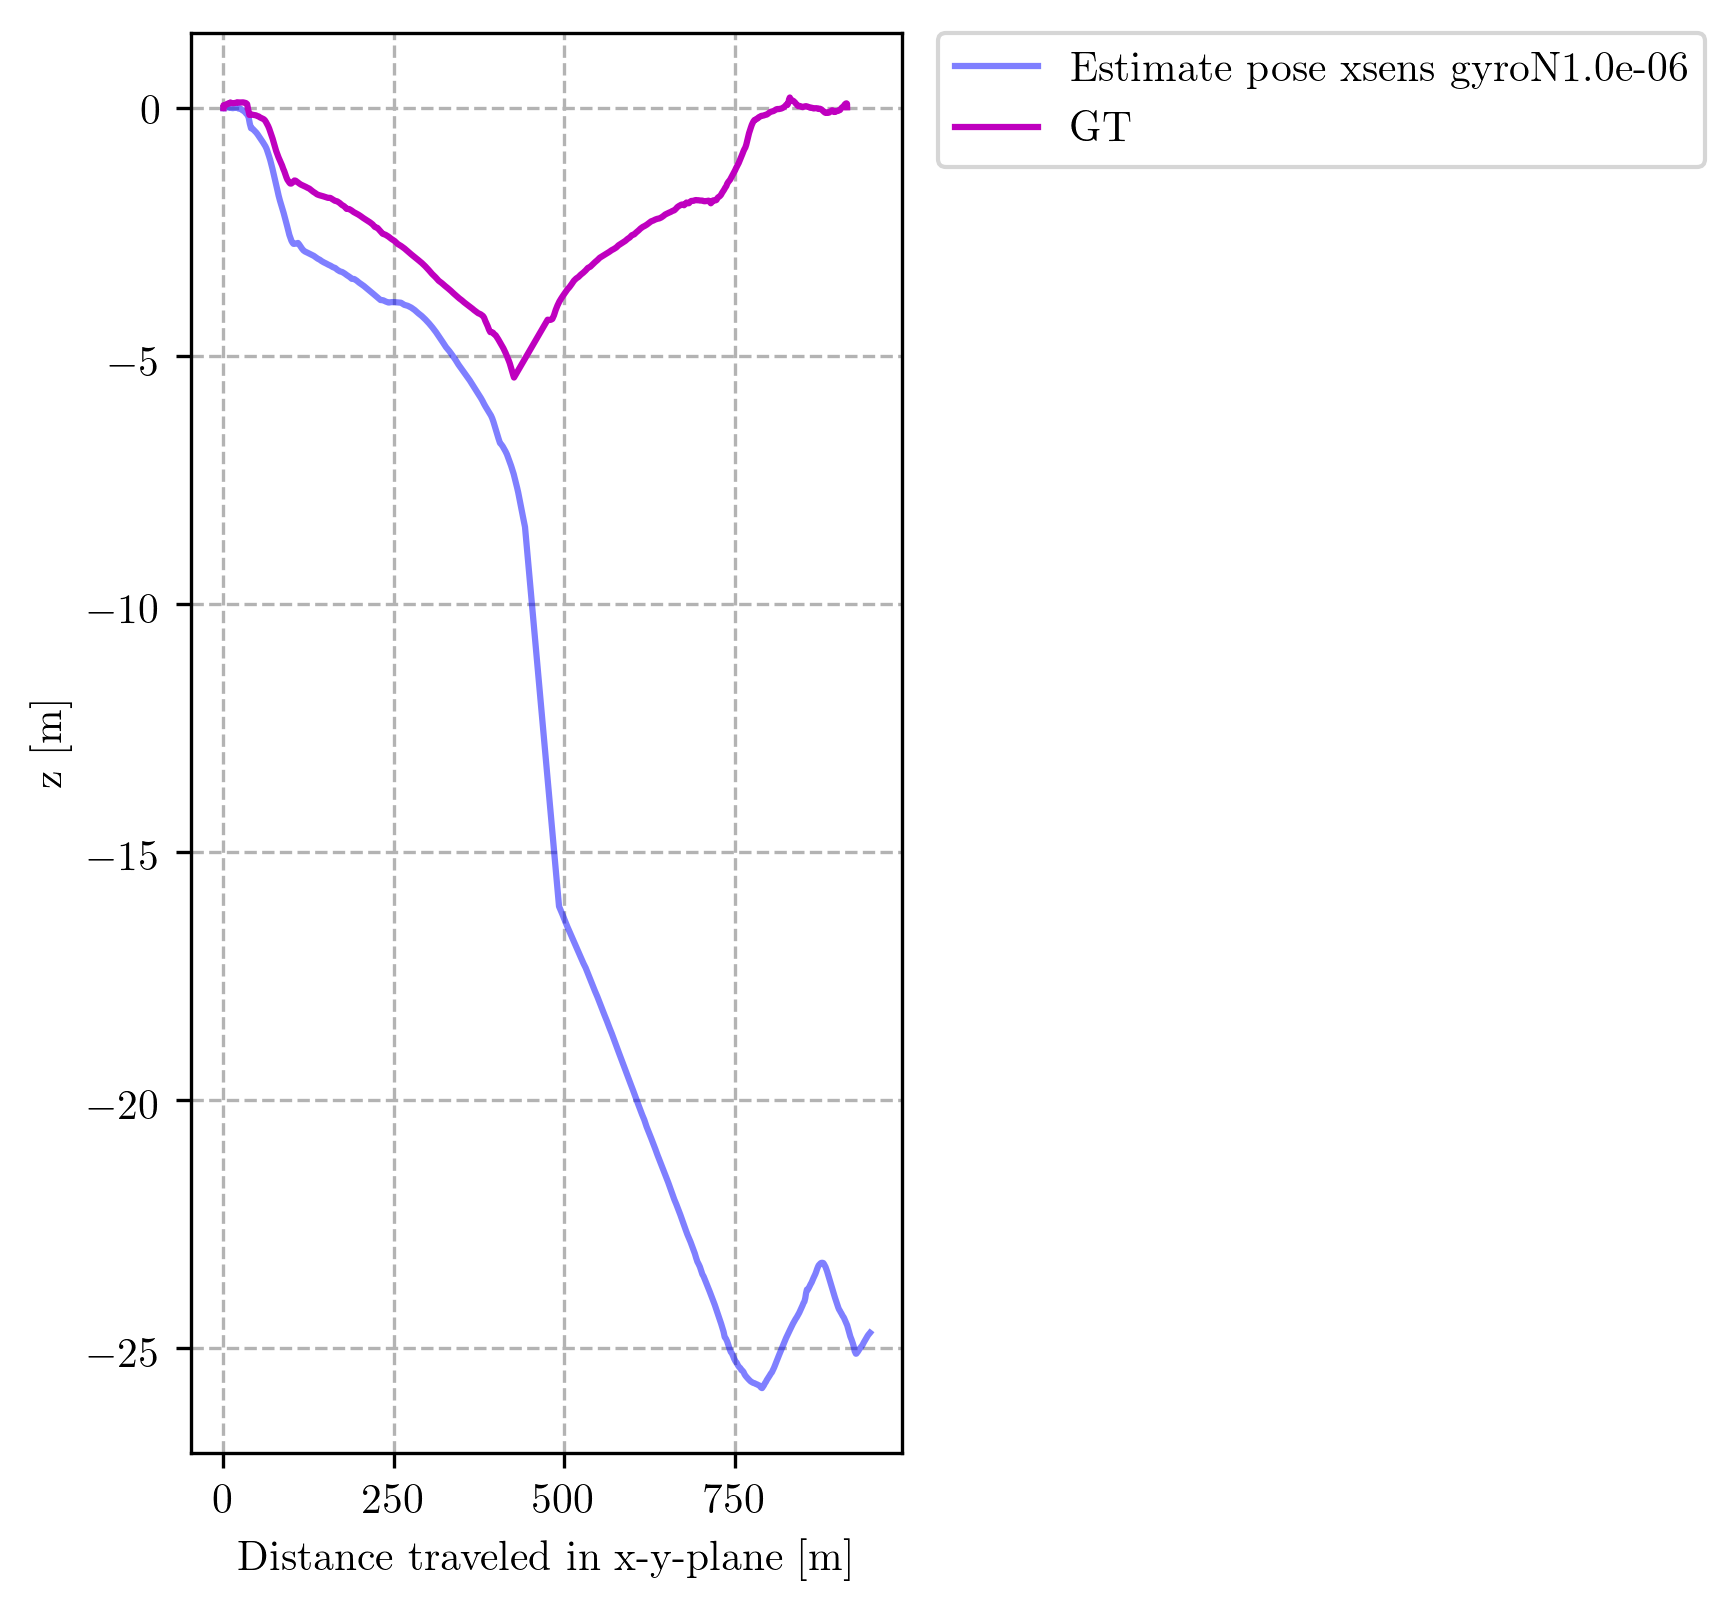 Estimate pose xsens gyroN1.0e-06
GT
0
−5
−10
−15
−20
−25
z [m]
0 250 500 750
Distance traveled in x-y-plane [m]